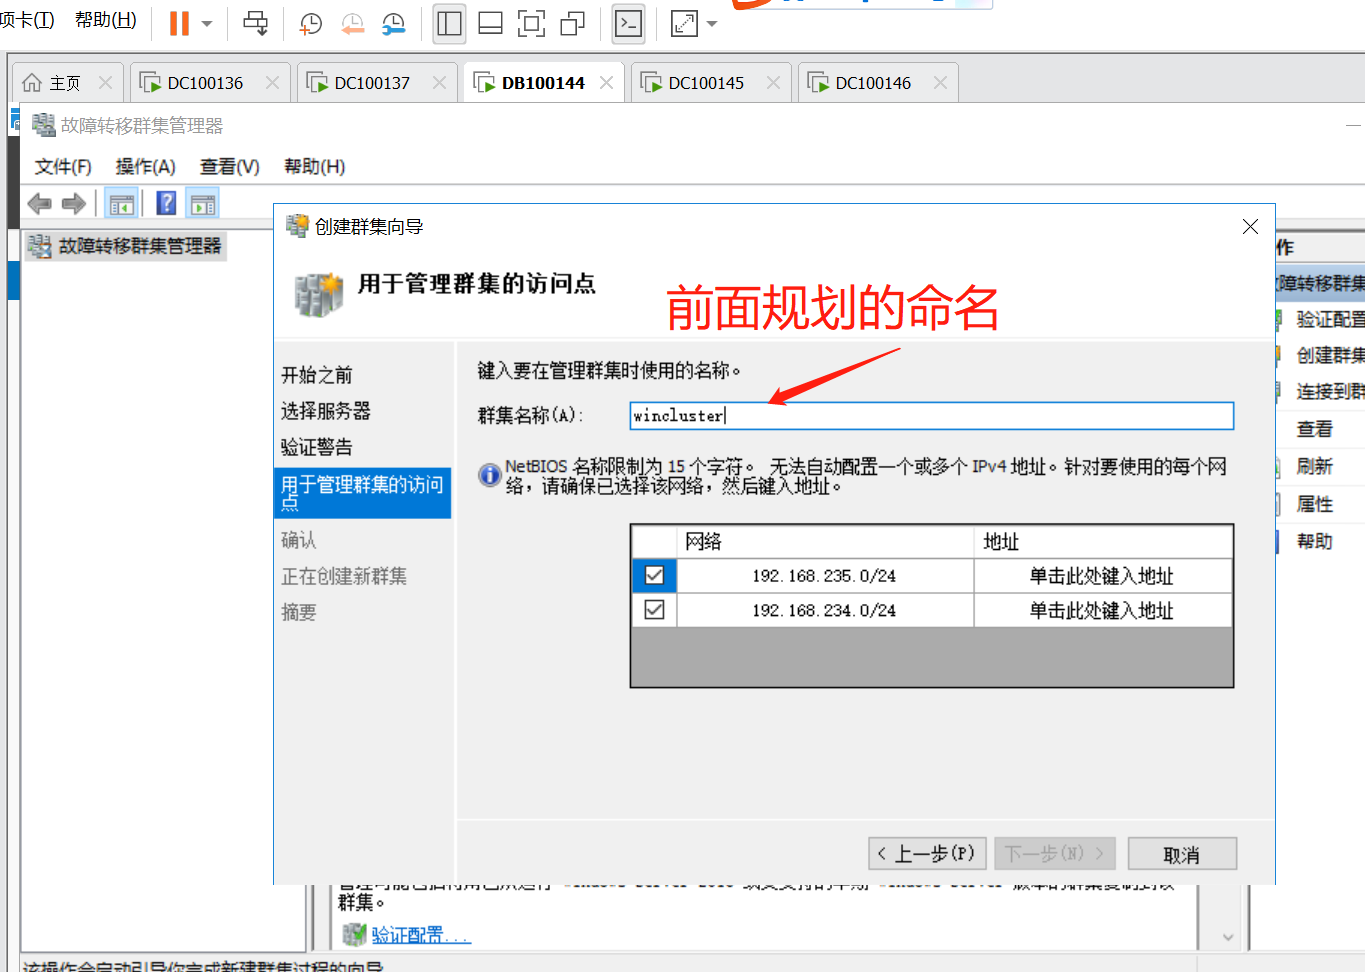 项卡(T) 帮助(H)
主页 DC100136 DC100137 DB100144 DC100145 DC100146
故障转移群集管理器
文件(F) 操作(A) 查看(V) 帮助(H)
故障转移群集管理器
创建群集向导
用于管理群集的访问点
前面规划的命名
开始之前
选择服务器
验证警告
用于管理群集的访问点
确认
正在创建新群集
摘要
键入要在管理群集时使用的名称。
群集名称(A): wincluster
NetBIOS 名称限制为 15 个字符。 无法自动配置一个或多个 IPv4 地址。针对要使用的每个网
络，请确保已选择该网络，然后键入地址。
网络 地址
192.168.235.0/24 单击此处键入地址
192.168.234.0/24 单击此处键入地址
< 上一步(P) 下一步(N) > 取消
作
障转移群集
验证配置
创建群集
连接到群
查看
刷新
属性
帮助
群集。
验证配置...
该操作会启动引导你完成新建群集过程的向导